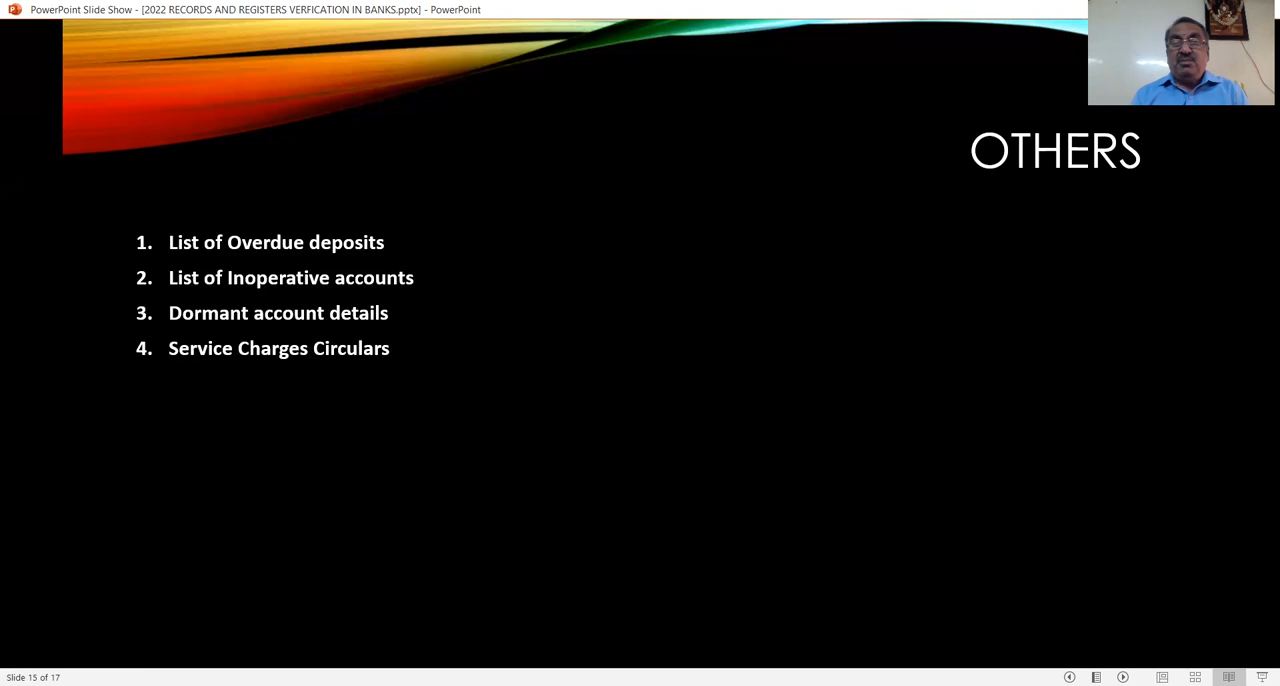 PowerPoint Slide Show - [2022 RECORDS AND REGISTERS VERFICATION IN BANKS.pptx] - PowerPoint
OTHERS
1. List of Overdue deposits
2. List of Inoperative accounts
3. Dormant account details
4. Service Charges Circulars
Slide 15 of 17